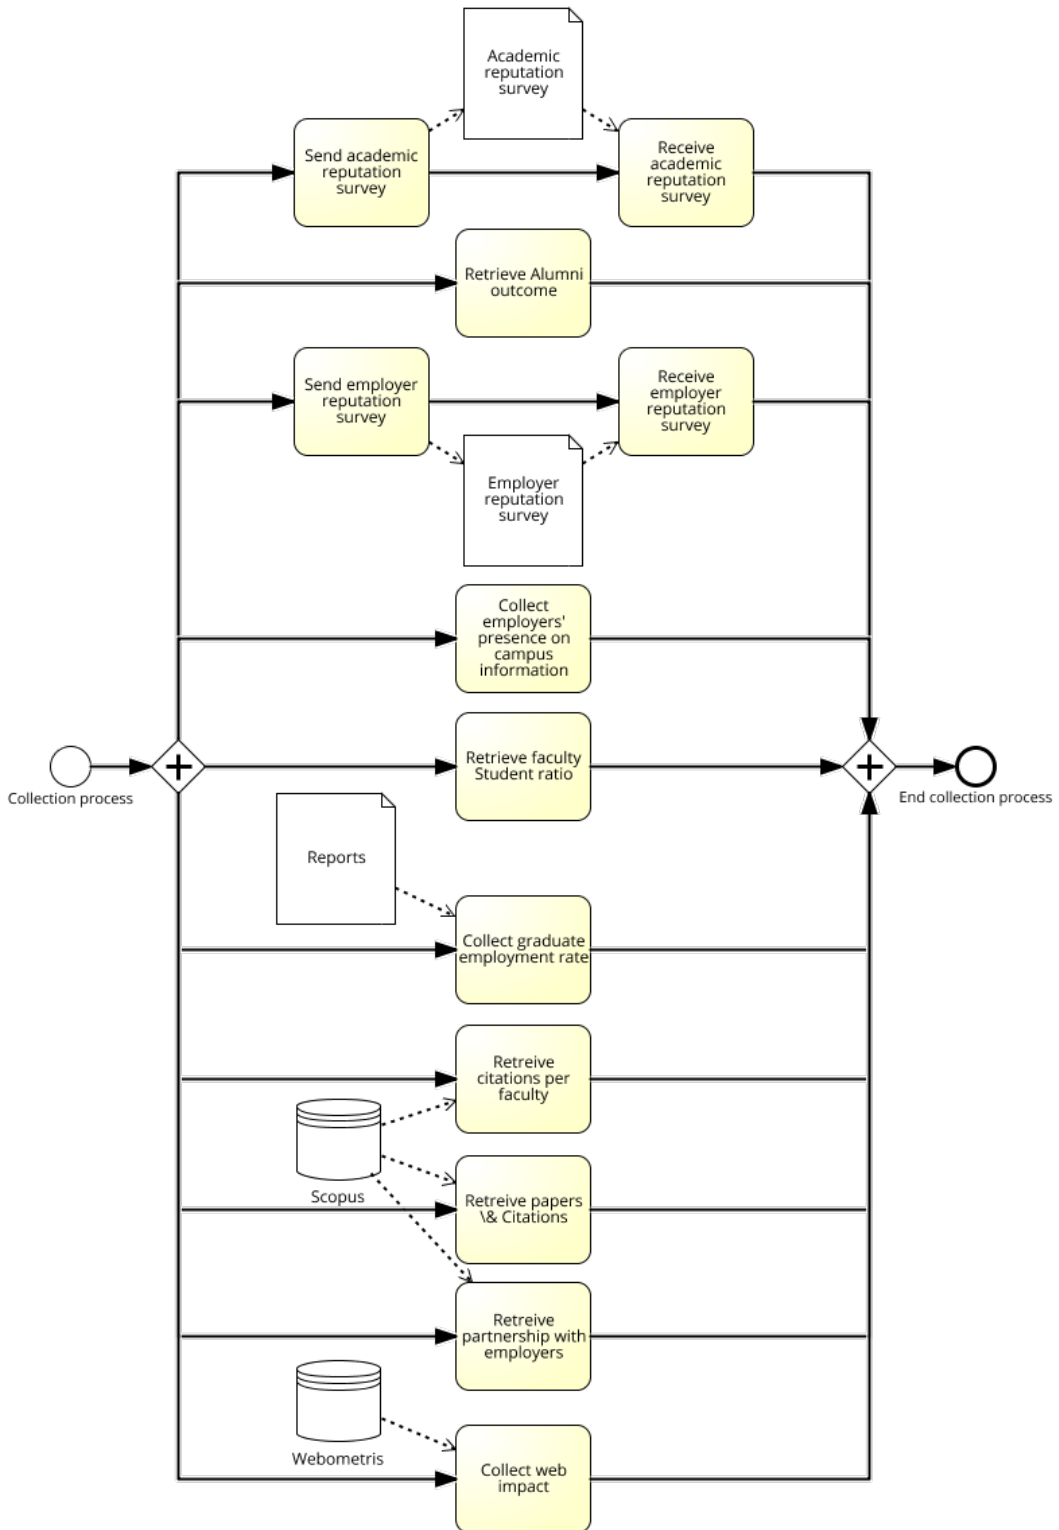 Academic
reputation
survey
Send academic
reputation
survey
Receive
academic
reputation
survey
Retrieve Alumni
outcome
Send employer
reputation
survey
Receive
employer
reputation
survey
Employer
reputation
survey
Collect
employers'
presence on
campus
information
Retrieve faculty
Student ratio
Collection process
End collection process
Reports
Collect graduate
employment rate
Retreive
citations per
faculty
Scopus
Retreive papers
\& Citations
Retreive
partnership with
employers
Webometris
Collect web
impact